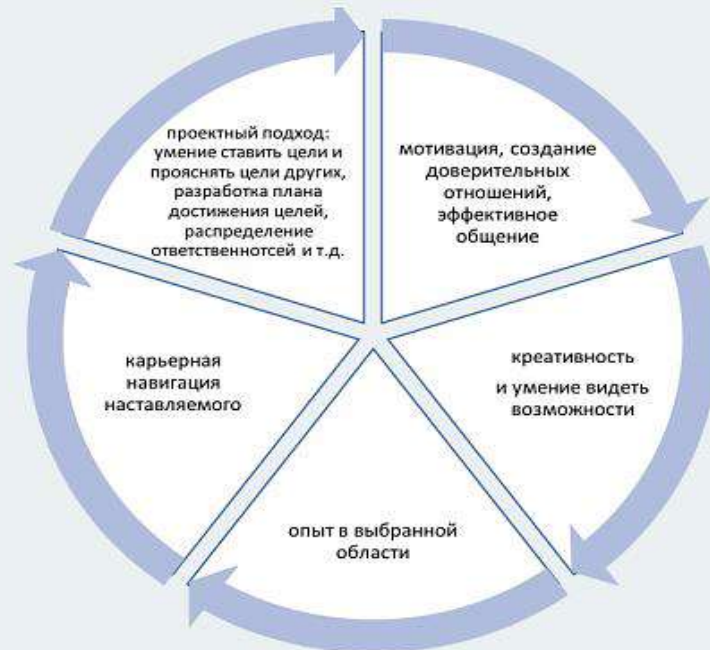 проектный подход:
умение ставить цели и
прояснять цели других,
разработка плана
достижения целей,
распределение
ответственнотсей и т.д.
мотивация, создание
доверительных
отношений,
эффективное
общение
креативность
и умение видеть
возможности
опыт в выбранной
области
карьерная
навигация
наставляемого